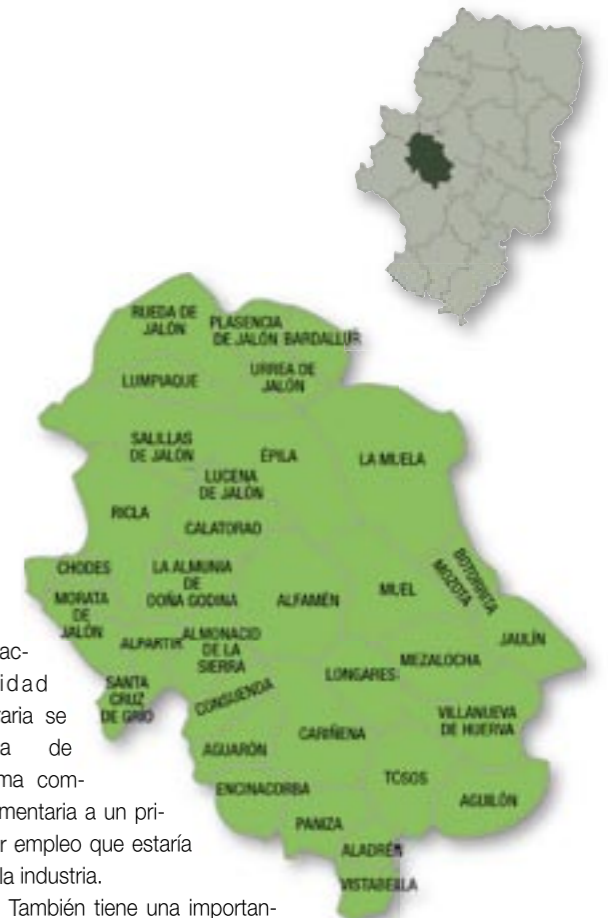 RUEDA DE
JALÓN
PLASENCIA
DE JALÓN
BARDALLUR
LUMPIAQUE
URREA DE
JALÓN
SALILLAS
DE JALÓN
ÉPILA
LA MUELA
LUCENA
DE JALÓN
RICLA
CALATORAO
CHODES
LA ALMUNIA
DE
DOÑA GODINA
ALFAMÉN
MUEL
BOTORRITA
MOZOTA
MORATA
DE
JALÓN
ALPARTIR
ALMONACID
DE LA
SIERRA
JAULÍN
MEZALOCHA
LONGARES
SANTA
CRUZ
DE GRÍO
COSUENDA
VILLANUEVA
DE HUERVA
CARIÑENA
AGUARÓN
ENCINACORBA
TOSOS
AGUILÓN
PANIZA
ALADRÉN
VISTABELLA
ac-
idad
raria se
a de
ma com-
mentaria a un pri-
r empleo que estaría
la industria.
También tiene una importan-